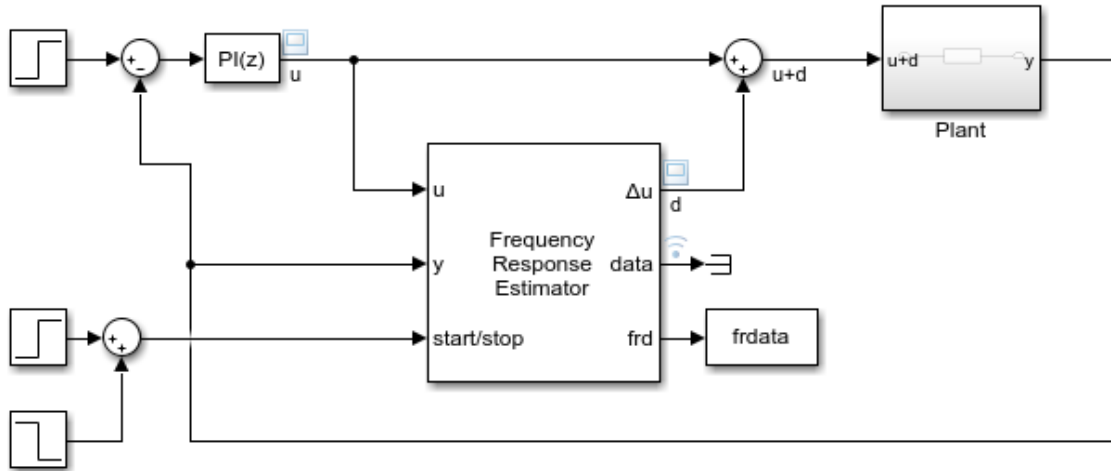 PI(z)
u
u+d
u+d
y
Plant
u
Δu
d
Frequency
Response
Estimator
y
data
start/stop
frd
frdata